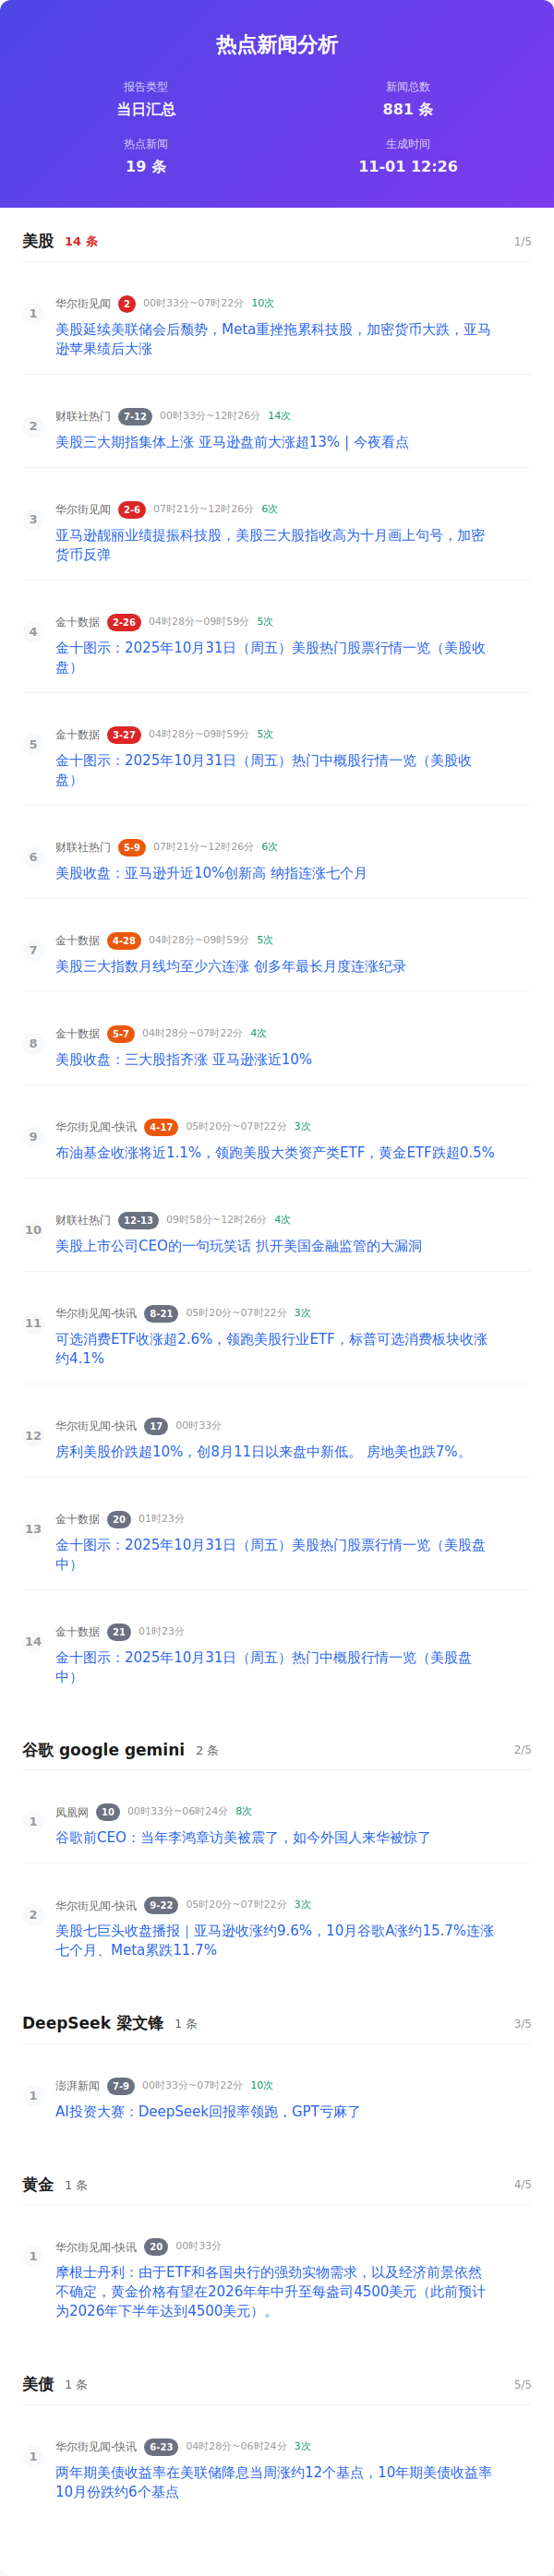 热点新闻分析
报告类型
当日汇总
新闻总数
881 条
热点新闻
19 条
生成时间
11-01 12:26
美股 14 条 1/5
1 华尔街见闻 2 00时33分~07时22分 10次
美股延续美联储会后颓势，Meta重挫拖累科技股，加密货币大跌，亚马
逊苹果绩后大涨
2 财联社热门 7-12 00时33分~12时26分 14次
美股三大期指集体上涨 亚马逊盘前大涨超13% | 今夜看点
3 华尔街见闻 2-6 07时21分~12时26分 6次
亚马逊靓丽业绩提振科技股，美股三大股指收高为十月画上句号，加密
货币反弹
4 金十数据 2-26 04时28分~09时59分 5次
金十图示：2025年10月31日（周五）美股热门股票行情一览（美股收
盘）
5 金十数据 3-27 04时28分~09时59分 5次
金十图示：2025年10月31日（周五）热门中概股行情一览（美股收
盘）
6 财联社热门 5-9 07时21分~12时26分 6次
美股收盘：亚马逊升近10%创新高 纳指连涨七个月
7 金十数据 4-28 04时28分~09时59分 5次
美股三大指数月线均至少六连涨 创多年最长月度连涨纪录
8 金十数据 5-7 04时28分~07时22分 4次
美股收盘：三大股指齐涨 亚马逊涨近10%
9 华尔街见闻-快讯 4-17 05时20分~07时22分 3次
布油基金收涨将近1.1%，领跑美股大类资产类ETF，黄金ETF跌超0.5%
10 财联社热门 12-13 09时58分~12时26分 4次
美股上市公司CEO的一句玩笑话 扒开美国金融监管的大漏洞
11 华尔街见闻-快讯 8-21 05时20分~07时22分 3次
可选消费ETF收涨超2.6%，领跑美股行业ETF，标普可选消费板块收涨
约4.1%
12 华尔街见闻-快讯 17 00时33分
房利美股价跌超10%，创8月11日以来盘中新低。 房地美也跌7%。
13 金十数据 20 01时23分
金十图示：2025年10月31日（周五）美股热门股票行情一览（美股盘
中）
14 金十数据 21 01时23分
金十图示：2025年10月31日（周五）热门中概股行情一览（美股盘
中）
谷歌 google gemini 2 条 2/5
1 凤凰网 10 00时33分~06时24分 8次
谷歌前CEO：当年李鸿章访美被震了，如今外国人来华被惊了
2 华尔街见闻-快讯 9-22 05时20分~07时22分 3次
美股七巨头收盘播报｜亚马逊收涨约9.6%，10月谷歌A涨约15.7%连涨
七个月、Meta累跌11.7%
DeepSeek 梁文锋 1 条 3/5
1 澎湃新闻 7-9 00时33分~07时22分 10次
AI投资大赛：DeepSeek回报率领跑，GPT亏麻了
黄金 1 条 4/5
1 华尔街见闻-快讯 20 00时33分
摩根士丹利：由于ETF和各国央行的强劲实物需求，以及经济前景依然
不确定，黄金价格有望在2026年年中升至每盎司4500美元（此前预计
为2026年下半年达到4500美元）。
美债 1 条 5/5
1 华尔街见闻-快讯 6-23 04时28分~06时24分 3次
两年期美债收益率在美联储降息当周涨约12个基点，10年期美债收益率
10月份跌约6个基点